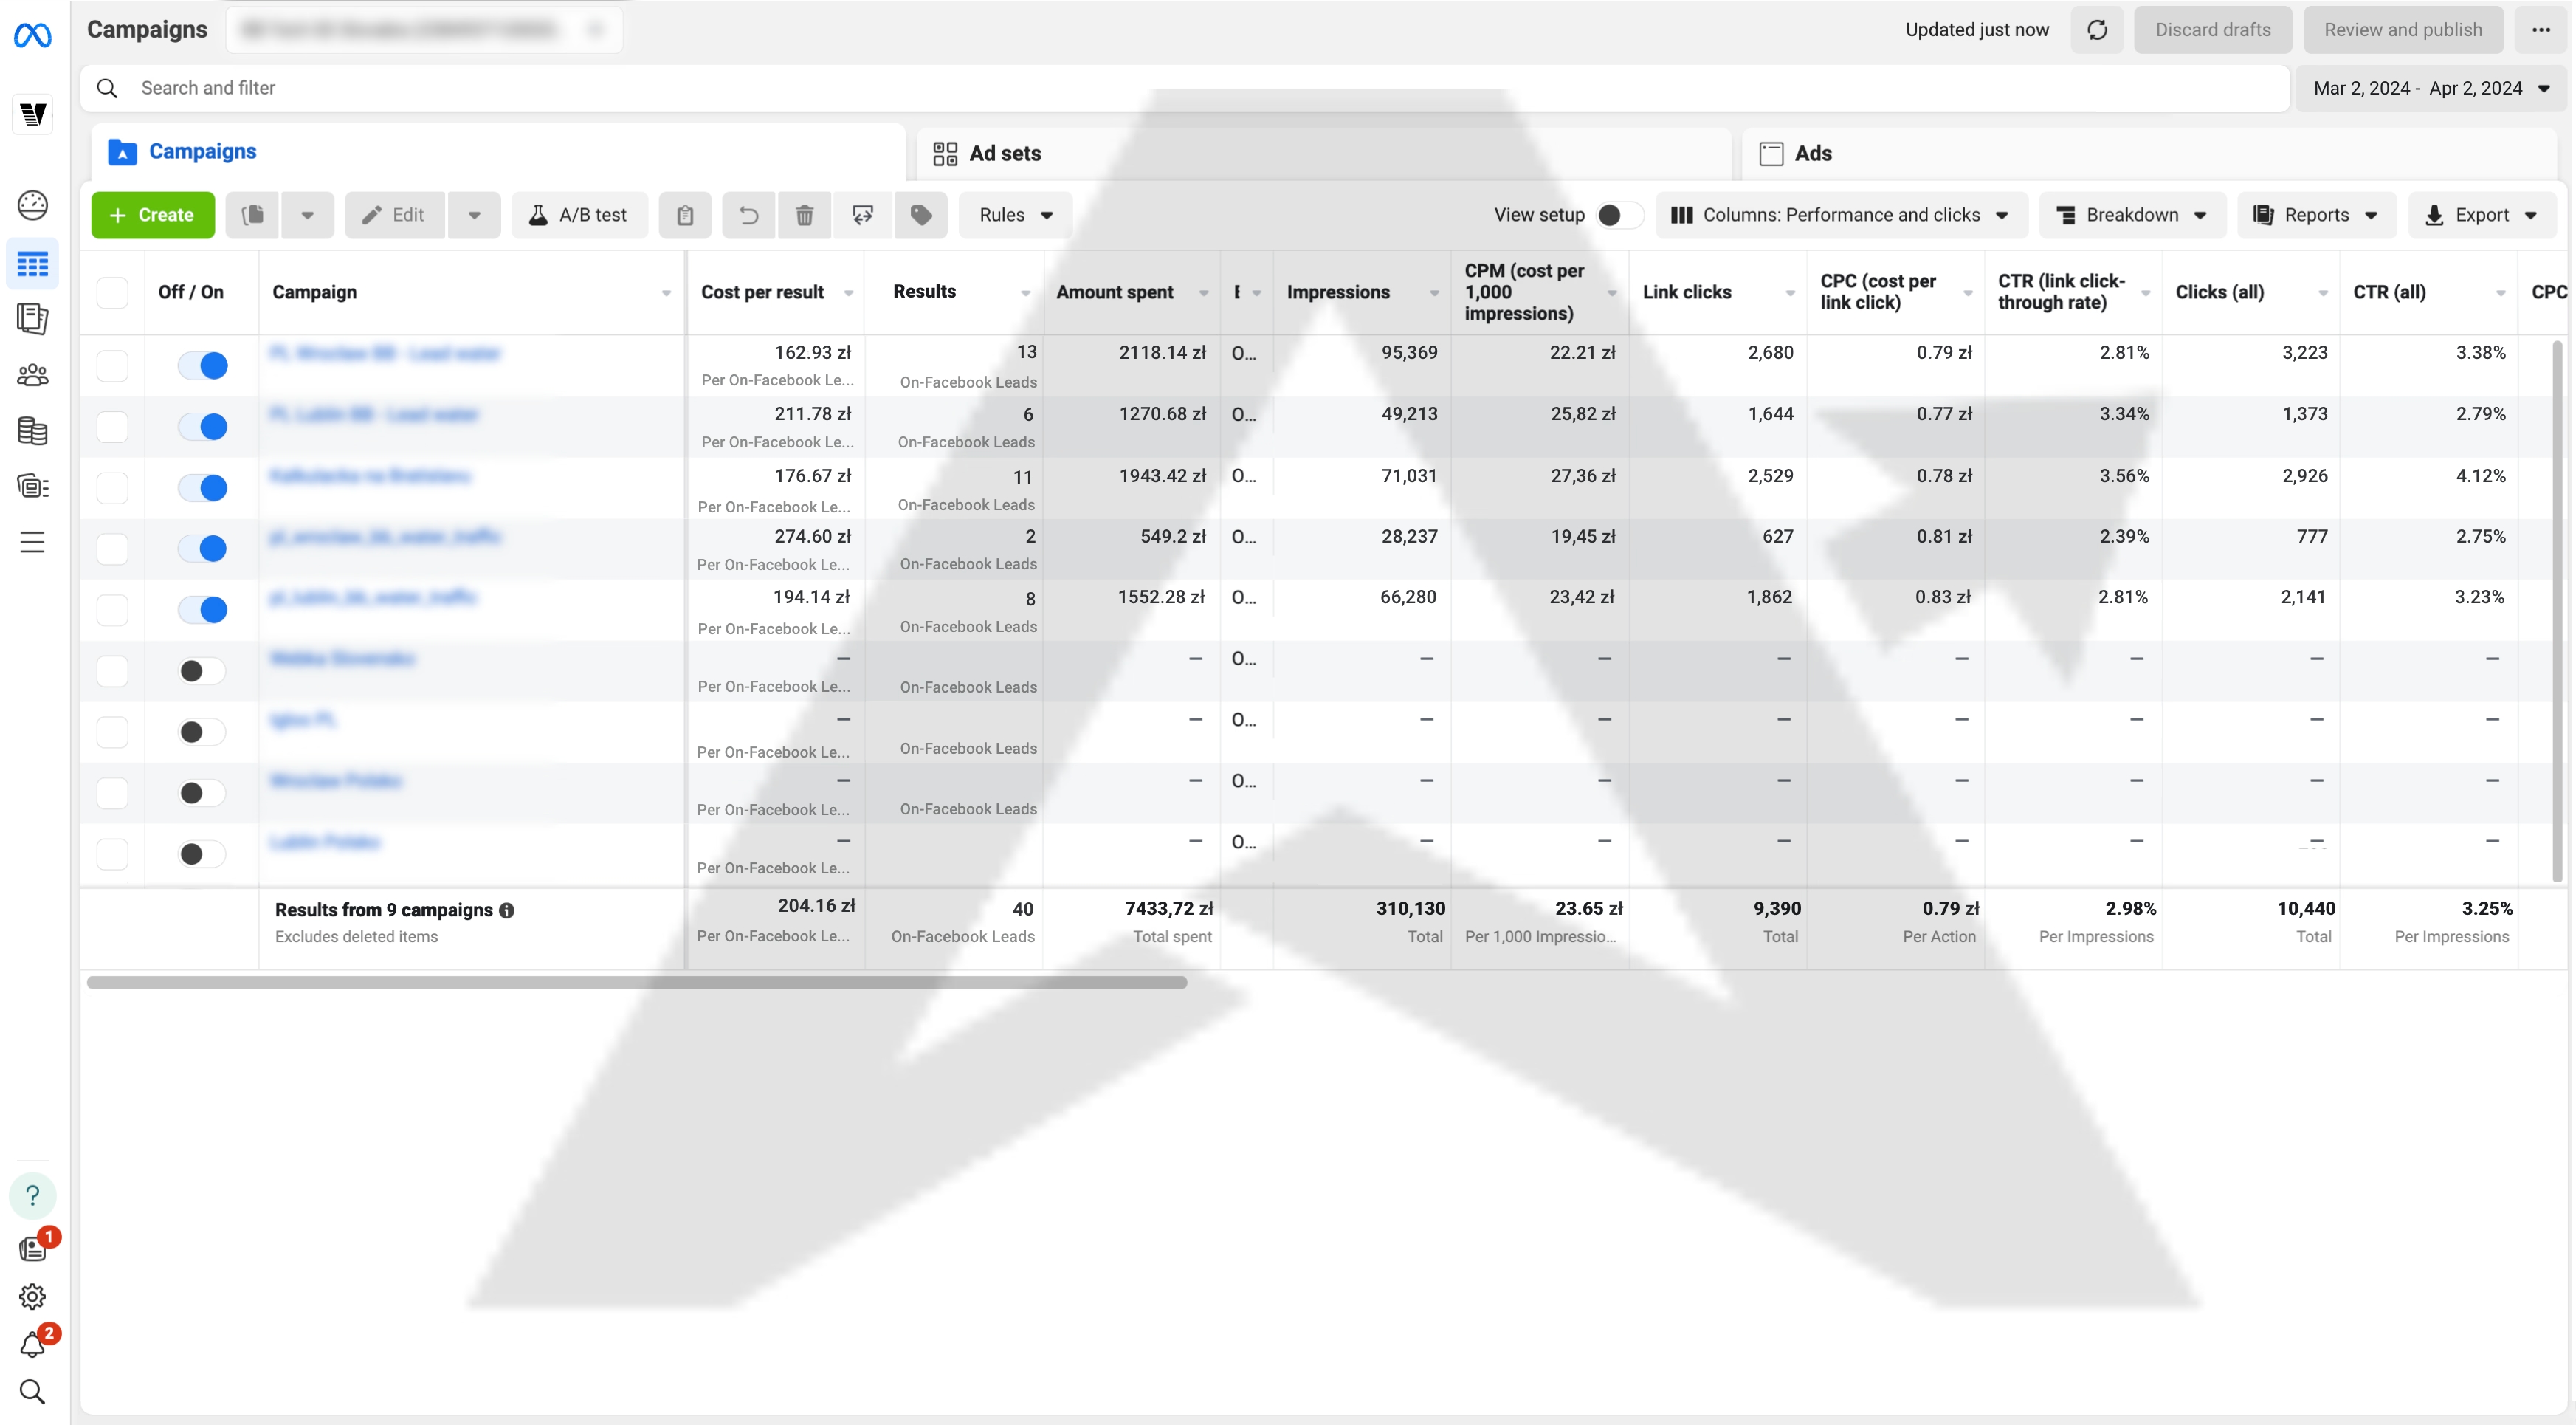 Campaigns
Updated just now
Discard drafts
Review and publish
Search and filter
Mar 2, 2024 - Apr 2, 2024
Campaigns
Ad sets
Ads
+ Create
Edit
A/B test
Rules
View setup
Columns: Performance and clicks
Breakdown
Reports
Export
Off / On
Campaign
Cost per result
Results
Amount spent
Impressions
CPM (cost per
1,000
impressions)
Link clicks
CPC (cost per
link click)
CTR (link click-
through rate)
Clicks (all)
CTR (all)
CPC
162.93 zł 13 2118.14 zł O... 95,369 22.21 zł 2,680 0.79 zł 2.81% 3,223 3.38%
Per On-Facebook Le... On-Facebook Leads
211.78 zł 6 1270.68 zł O... 49,213 25,82 zł 1,644 0.77 zł 3.34% 1,373 2.79%
Per On-Facebook Le... On-Facebook Leads
176.67 zł 11 1943.42 zł O... 71,031 27,36 zł 2,529 0.78 zł 3.56% 2,926 4.12%
Per On-Facebook Le... On-Facebook Leads
274.60 zł 2 549.2 zł O... 28,237 19,45 zł 627 0.81 zł 2.39% 777 2.75%
Per On-Facebook Le... On-Facebook Leads
194.14 zł 8 1552.28 zł O... 66,280 23,42 zł 1,862 0.83 zł 2.81% 2,141 3.23%
Per On-Facebook Le... On-Facebook Leads
— — O... — — — — — — —
Per On-Facebook Le... On-Facebook Leads
— — O... — — — — — — —
Per On-Facebook Le... On-Facebook Leads
— — O... — — — — — — —
Per On-Facebook Le... On-Facebook Leads
— — O... — — — — — — —
Per On-Facebook Le...
Results from 9 campaigns 204.16 zł 40 7433,72 zł 310,130 23.65 zł 9,390 0.79 zł 2.98% 10,440 3.25%
Excludes deleted items Per On-Facebook Le... On-Facebook Leads Total spent Total Per 1,000 Impressio... Total Per Action Per Impressions Total Per Impressions
?
1
2